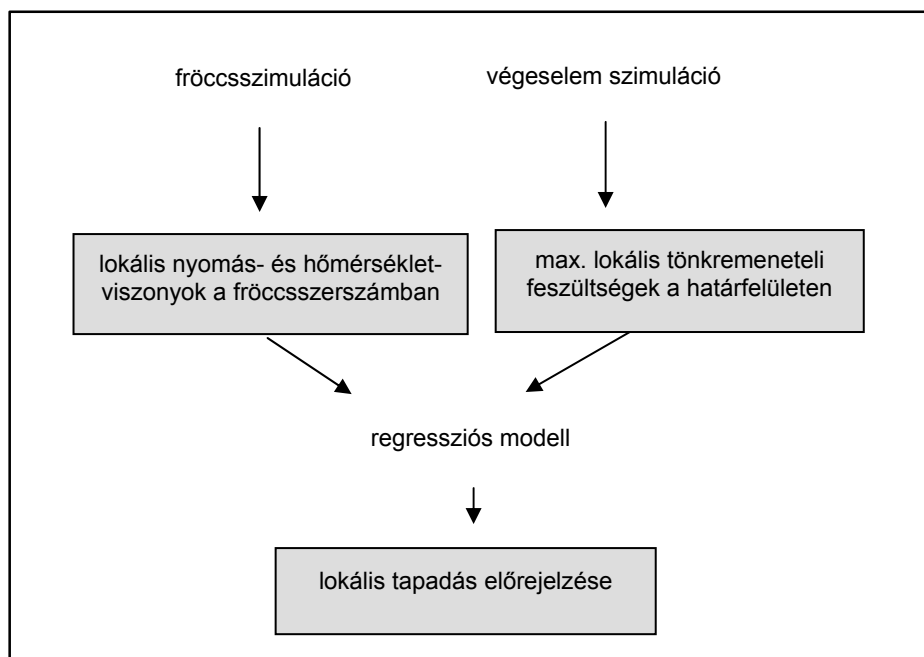 fröccsszimuláció
végeselem szimuláció
lokális nyomás- és hőmérséklet-
viszonyok a fröccsszerszámban
max. lokális tönkremeneteli
feszültségek a határfelületen
regressziós modell
lokális tapadás előrejelzése